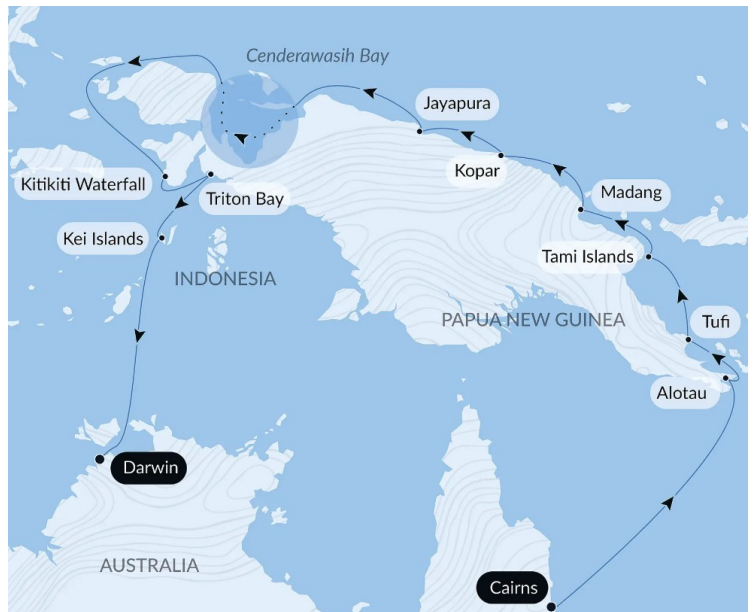 Cenderawasih Bay
Jayapura
Kopar
Kitikiti Waterfall
Triton Bay
Madang
Kei Islands
Tami Islands
INDONESIA
PAPUA NEW GUINEA
Tufi
Alotau
Darwin
AUSTRALIA
Cairns